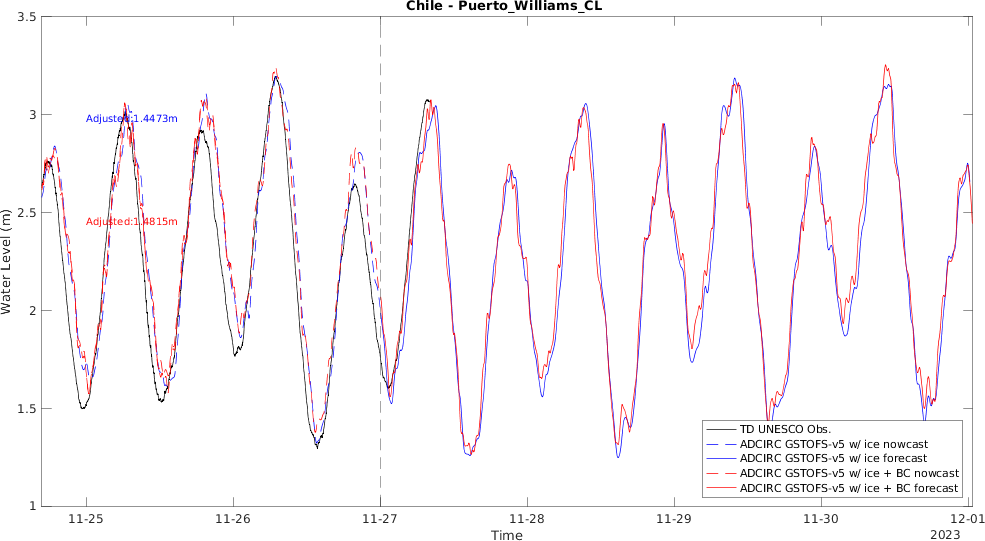 Chile - Puerto_Williams_CL
3.5
3
2.5
2
1.5
1
Water Level (m)
Adjusted:1.4473m
Adjusted:1.4815m
TD UNESCO Obs.
ADCIRC GSTOFS-v5 w/ ice nowcast
ADCIRC GSTOFS-v5 w/ ice forecast
ADCIRC GSTOFS-v5 w/ ice + BC nowcast
ADCIRC GSTOFS-v5 w/ ice + BC forecast
11-25 11-26 11-27 11-28 11-29 11-30 12-01
Time
2023